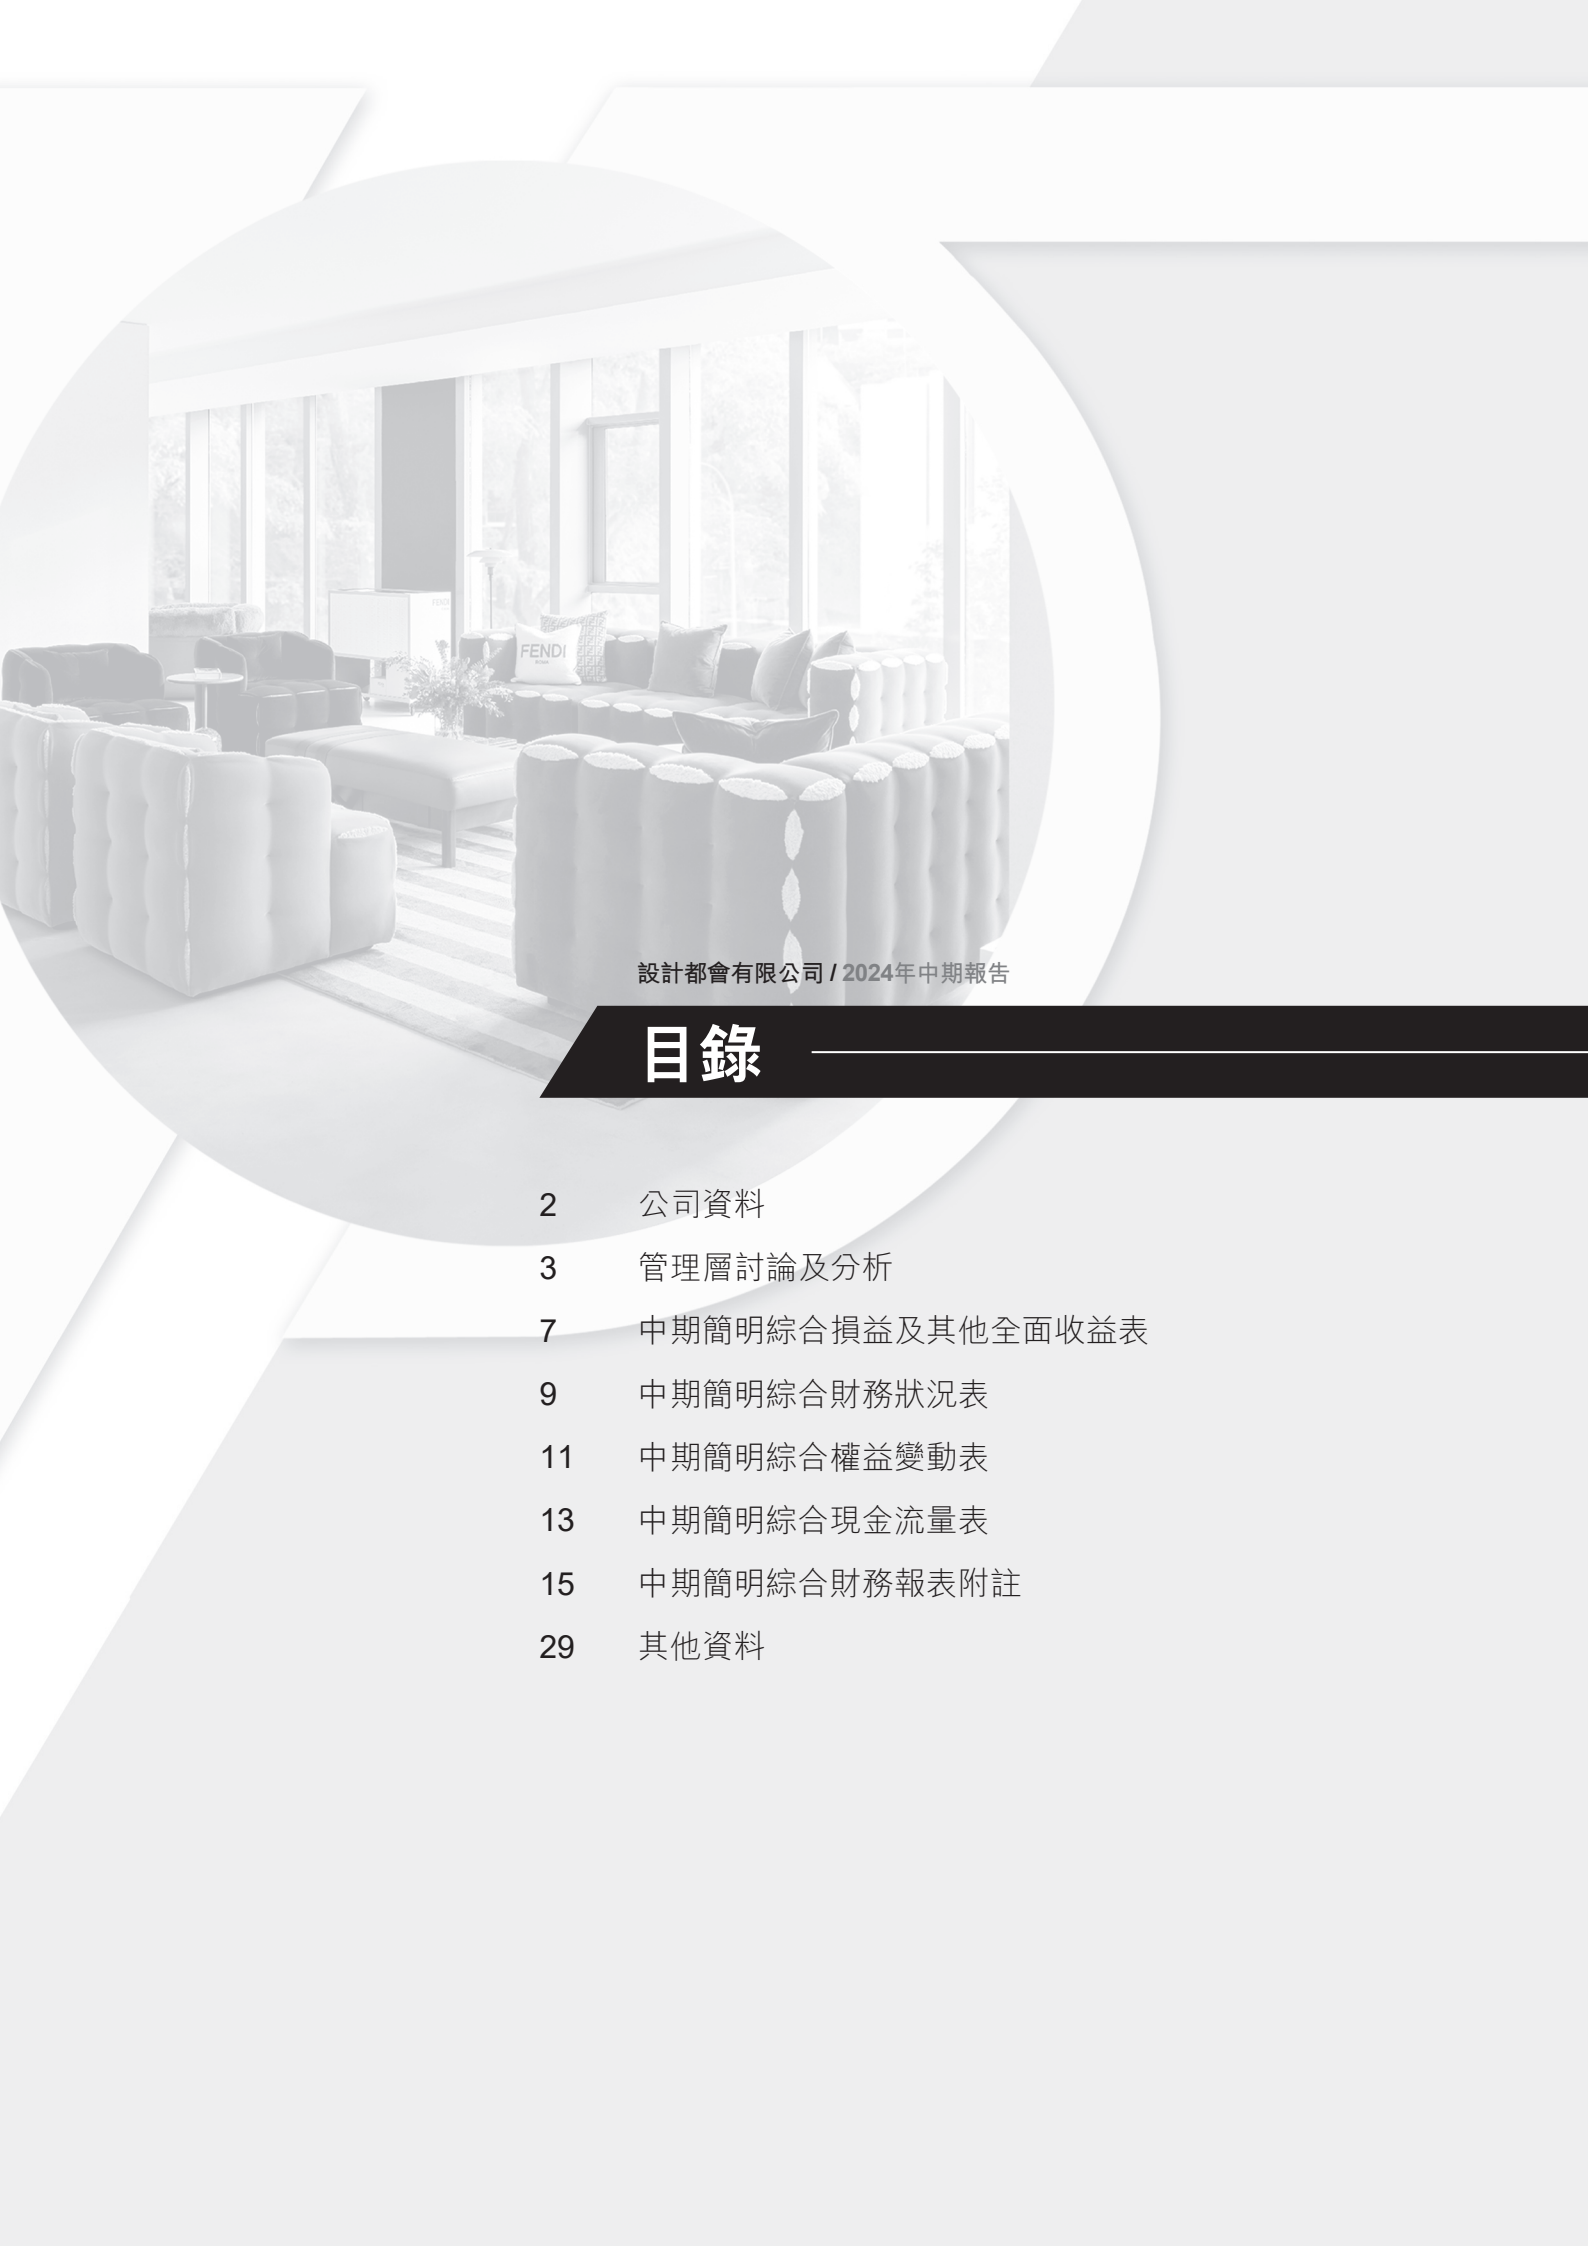 FENDI
設計都會有限公司 / 2024年中期報告
目錄
2 公司資料
3 管理層討論及分析
7 中期簡明綜合損益及其他全面收益表
9 中期簡明綜合財務狀況表
11 中期簡明綜合權益變動表
13 中期簡明綜合現金流量表
15 中期簡明綜合財務報表附註
29 其他資料